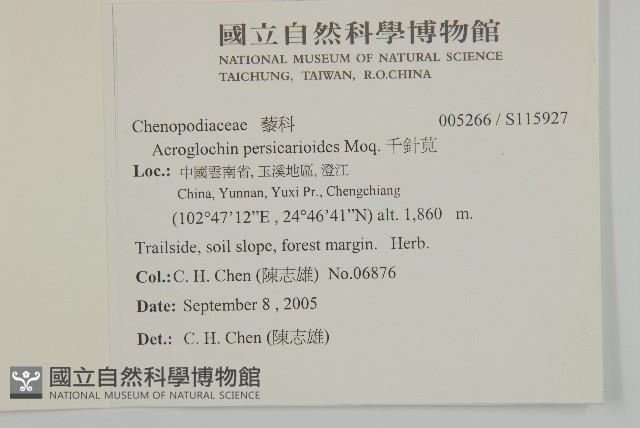 國立自然科學博物館
NATIONAL MUSEUM OF NATURAL SCIENCE
TAICHUNG, TAIWAN, R.O.CHINA
Chenopodiaceae 藜科 005266 / S115927
Acroglochin persicarioides Moq. 千針莧
Loc.: 中國雲南省, 玉溪地區, 澄江
China, Yunnan, Yuxi Pr., Chengchiang
(102°47'12"E , 24°46'41"N) alt. 1,860 m.
Trailside, soil slope, forest margin. Herb.
Col.: C. H. Chen (陳志雄) No.06876
Date: September 8 , 2005
Det.: C. H. Chen (陳志雄)
國立自然科學博物館
NATIONAL MUSEUM OF NATURAL SCIENCE